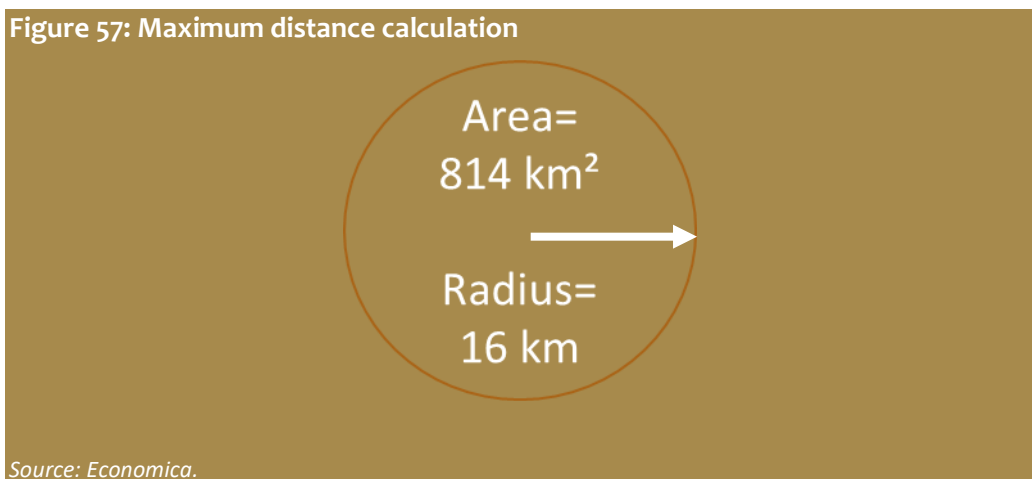 Figure 57: Maximum distance calculation
Area=
814 km²
Radius=
16 km
Source: Economica.